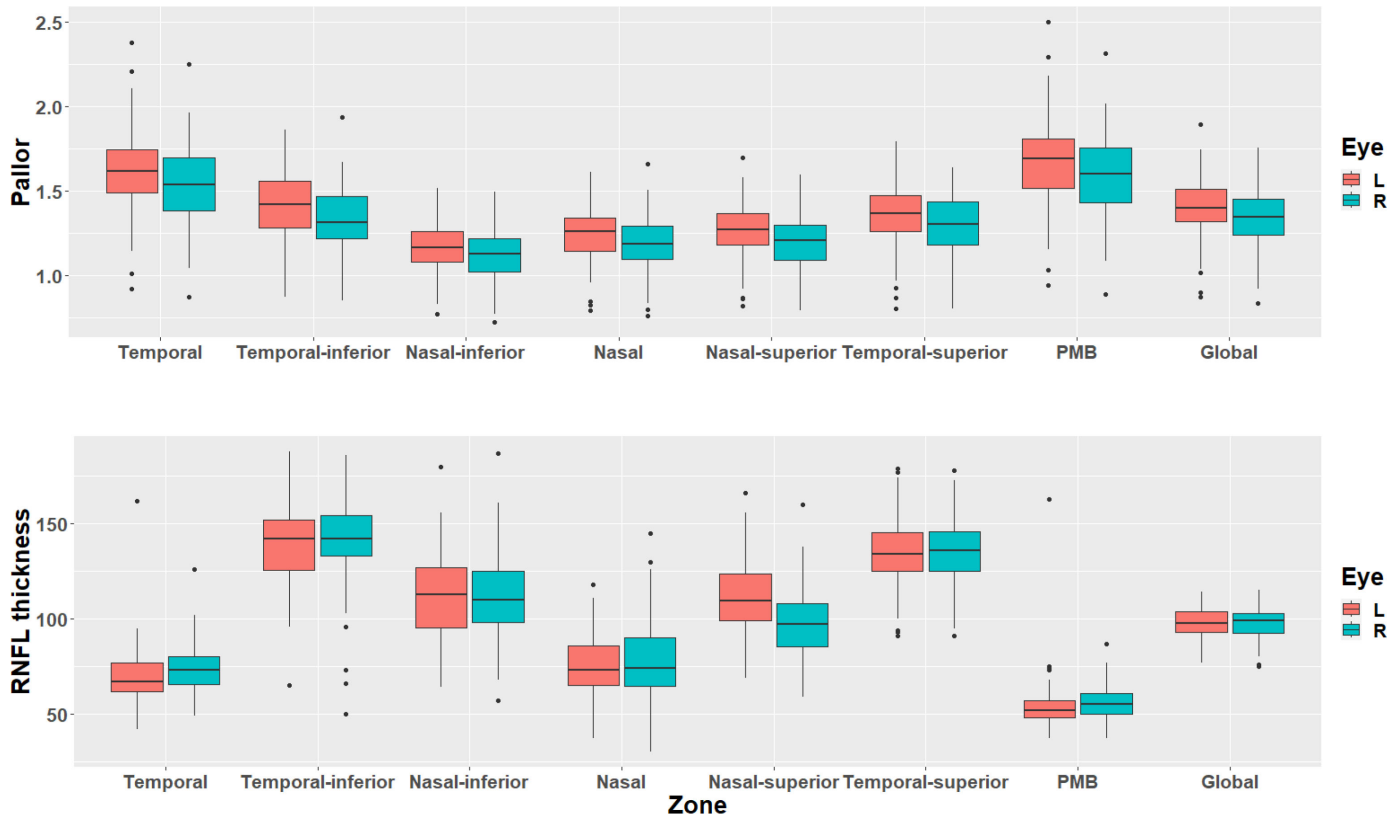 2.5
2.0
1.5
1.0
Pallor
Temporal Temporal-inferior Nasal-inferior Nasal Nasal-superior Temporal-superior PMB Global
Eye
L
R
150
100
50
RNFL thickness
Temporal Temporal-inferior Nasal-inferior Nasal Nasal-superior Temporal-superior PMB Global
Zone
Eye
L
R